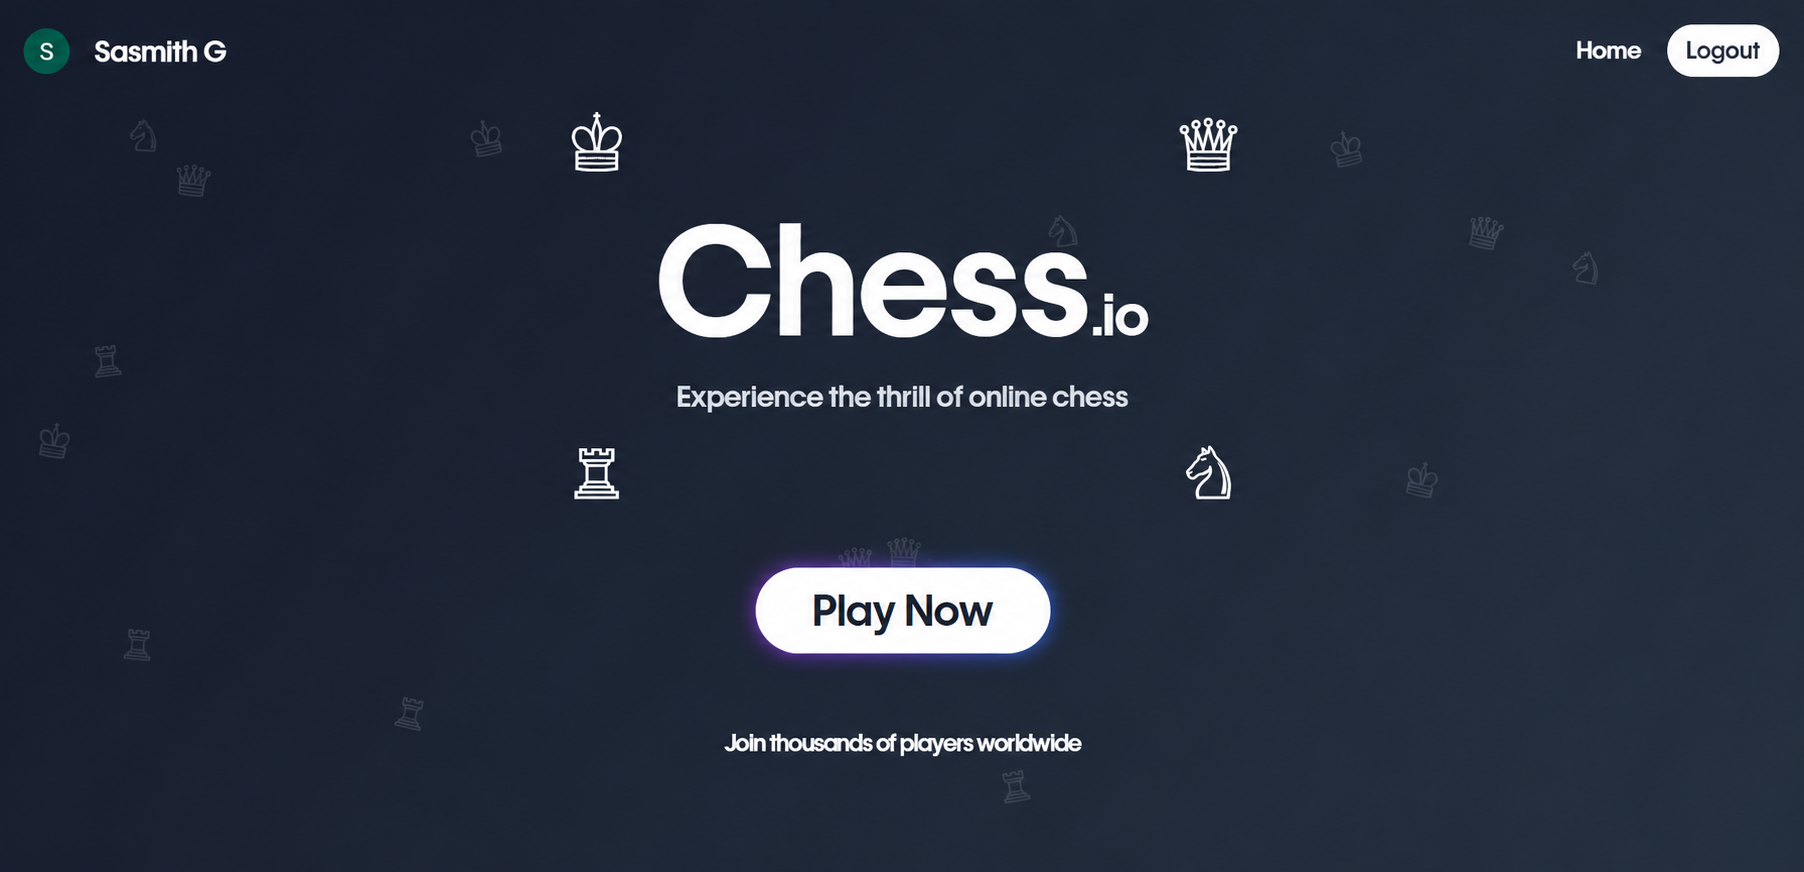 S
Sasmith G
Home
Logout
Chess.io
Experience the thrill of online chess
Play Now
Join thousands of players worldwide